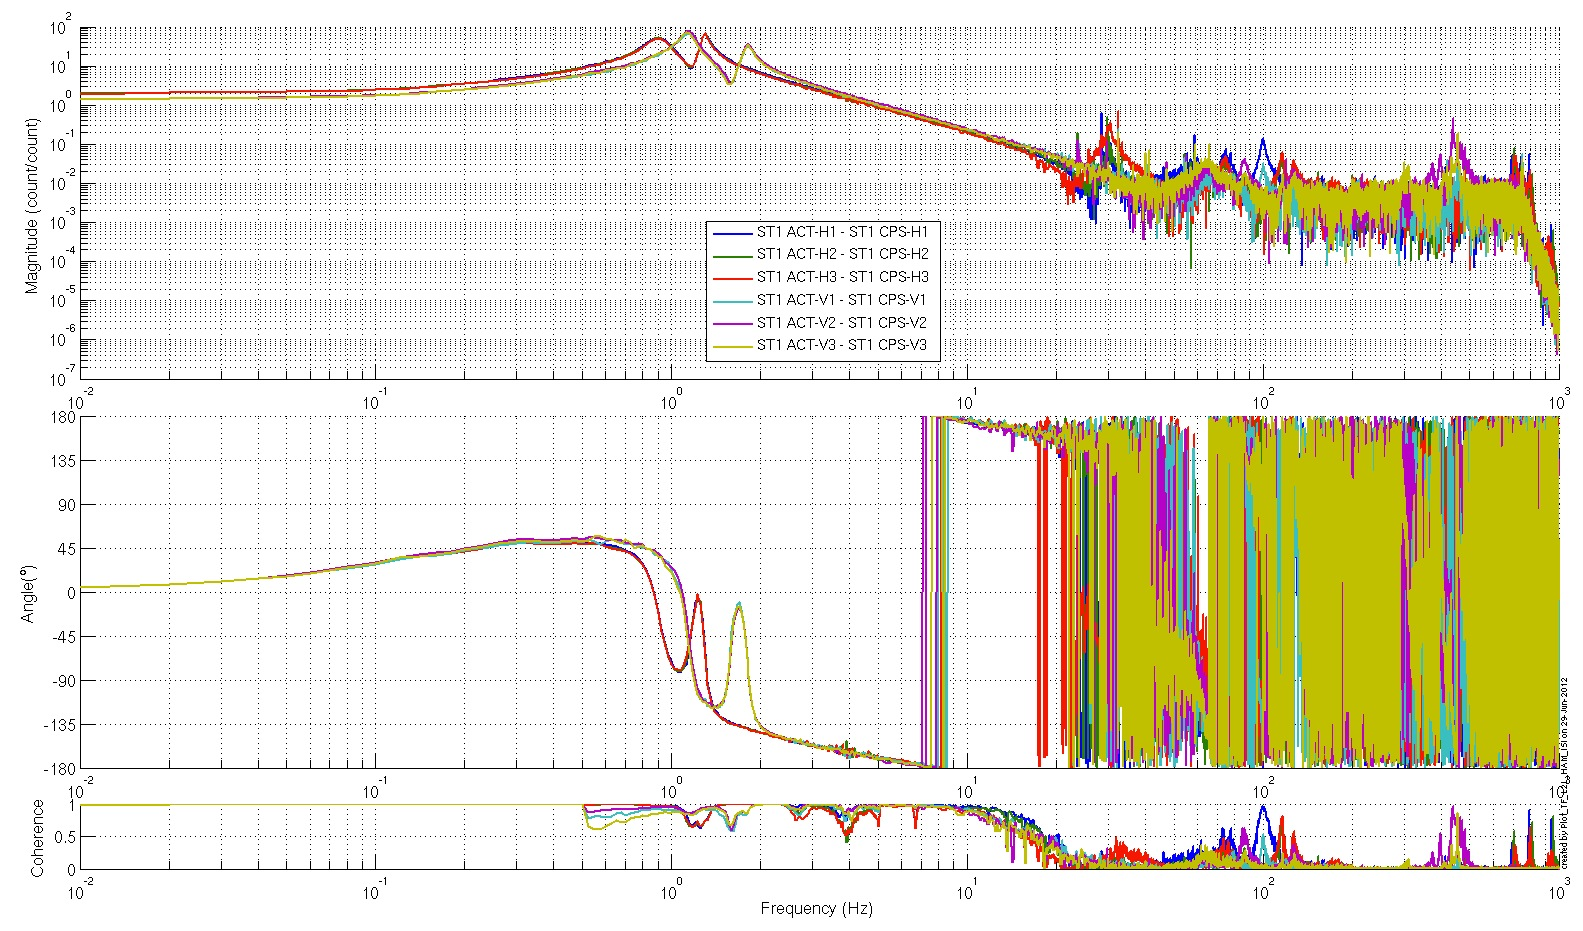 10^2
10^1
10^0
10^-1
10^-2
10^-3
10^-4
10^-5
10^-6
10^-7
Magnitude (count/count)
ST1 ACT-H1 - ST1 CPS-H1
ST1 ACT-H2 - ST1 CPS-H2
ST1 ACT-H3 - ST1 CPS-H3
ST1 ACT-V1 - ST1 CPS-V1
ST1 ACT-V2 - ST1 CPS-V2
ST1 ACT-V3 - ST1 CPS-V3
10^-2 10^-1 10^0 10^1 10^2 10^3
180
135
90
45
0
-45
-90
-135
-180
Angle(°)
10^-2 10^-1 10^0 10^1 10^2 10^3
1
0.5
0
Coherence
10^-2 10^-1 10^0 10^1 10^2 10^3
Frequency (Hz)
on 29-Jun-2012